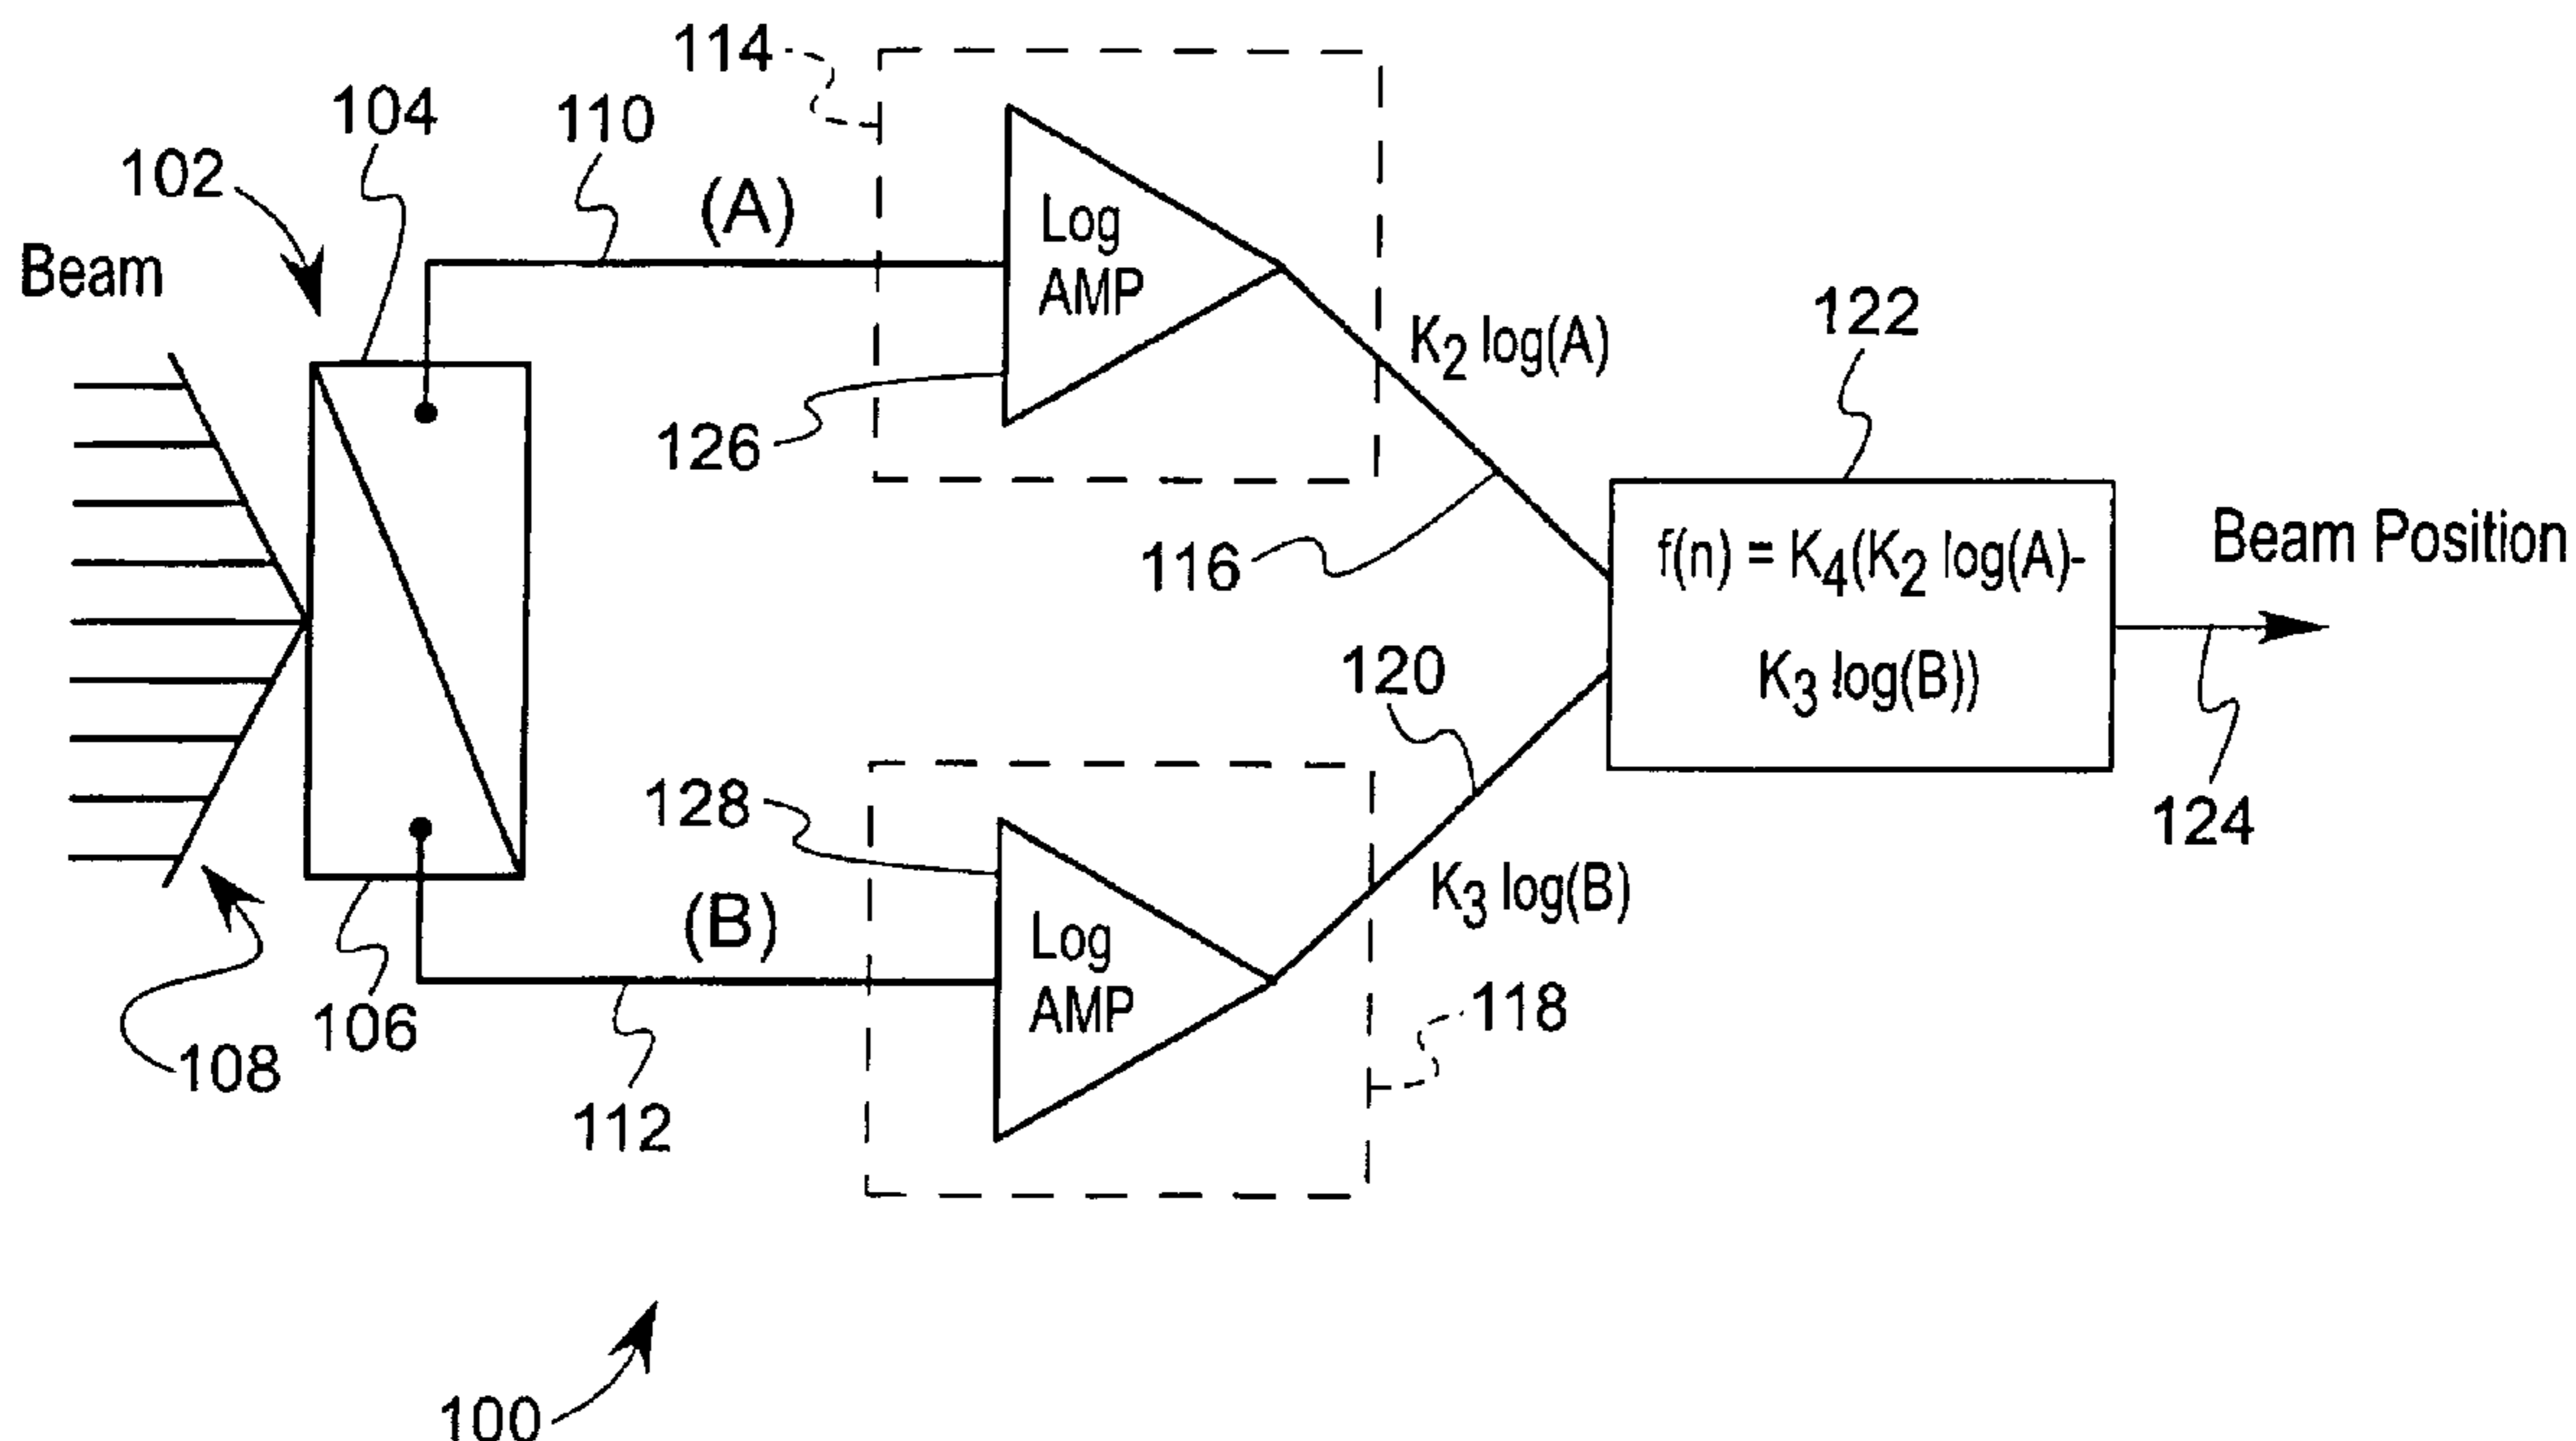 114
104
110
102
(A)
Beam
Log
AMP
K2 log(A)
122
126
116
f(n) = K4(K2 log(A)-
K3 log(B))
Beam Position
120
124
128
K3 log(B)
(B)
Log
AMP
106
108
118
112
100